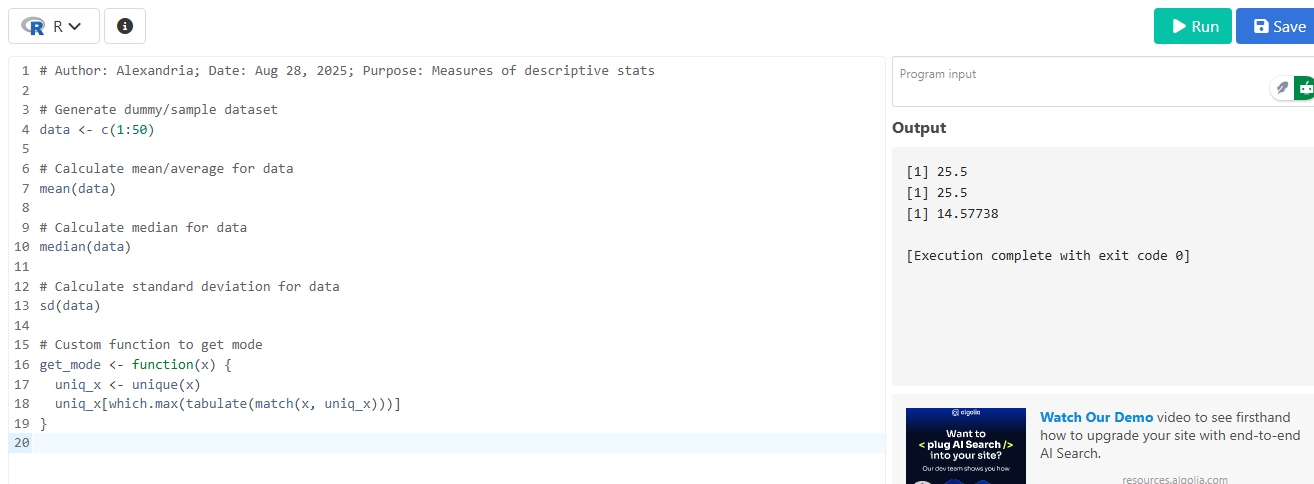 R
Run
Save
1 # Author: Alexandria; Date: Aug 28, 2025; Purpose: Measures of descriptive stats
2
3 # Generate dummy/sample dataset
4 data <- c(1:50)
5
6 # Calculate mean/average for data
7 mean(data)
8
9 # Calculate median for data
10 median(data)
11
12 # Calculate standard deviation for data
13 sd(data)
14
15 # Custom function to get mode
16 get_mode <- function(x) {
17   uniq_x <- unique(x)
18   uniq_x[which.max(tabulate(match(x, uniq_x)))]
19 }
20
Program input
Output
[1] 25.5
[1] 25.5
[1] 14.57738
[Execution complete with exit code 0]
algolia
Want to
< plug AI Search />
into your site?
Our dev team shows you how
Watch Our Demo video to see firsthand
how to upgrade your site with end-to-end
AI Search.
resources.algolia.com